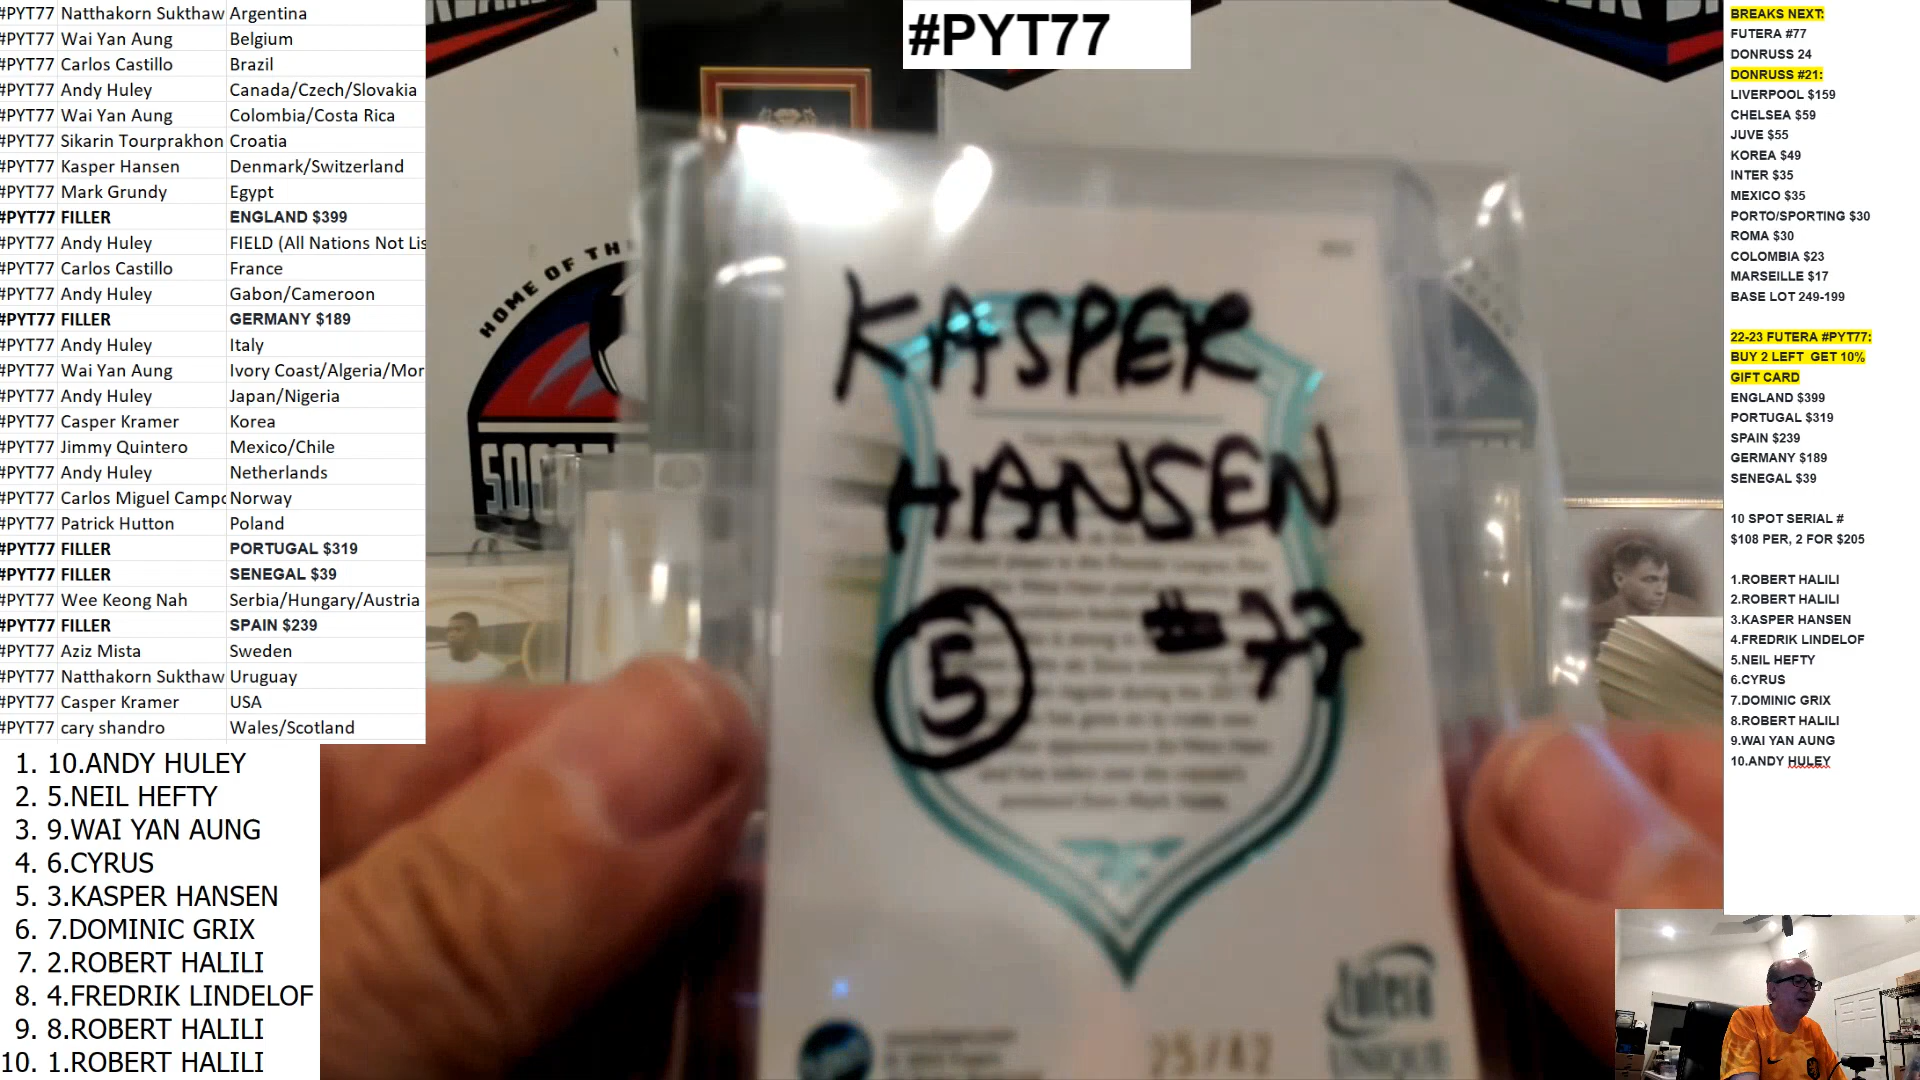 #PYT77 Natthakorn Sukthaw Argentina
#PYT77 Wai Yan Aung Belgium
#PYT77 Carlos Castillo Brazil
#PYT77 Andy Huley Canada/Czech/Slovakia
#PYT77 Wai Yan Aung Colombia/Costa Rica
#PYT77 Sikarin Tourprakhon Croatia
#PYT77 Kasper Hansen Denmark/Switzerland
#PYT77 Mark Grundy Egypt
#PYT77 FILLER ENGLAND $399
#PYT77 Andy Huley FIELD (All Nations Not Lis
#PYT77 Carlos Castillo France
#PYT77 Andy Huley Gabon/Cameroon
#PYT77 FILLER GERMANY $189
#PYT77 Andy Huley Italy
#PYT77 Wai Yan Aung Ivory Coast/Algeria/Mor
#PYT77 Andy Huley Japan/Nigeria
#PYT77 Casper Kramer Korea
#PYT77 Jimmy Quintero Mexico/Chile
#PYT77 Andy Huley Netherlands
#PYT77 Carlos Miguel Campo Norway
#PYT77 Patrick Hutton Poland
#PYT77 FILLER PORTUGAL $319
#PYT77 FILLER SENEGAL $39
#PYT77 Wee Keong Nah Serbia/Hungary/Austria
#PYT77 FILLER SPAIN $239
#PYT77 Aziz Mista Sweden
#PYT77 Natthakorn Sukthaw Uruguay
#PYT77 Casper Kramer USA
#PYT77 cary shandro Wales/Scotland
1. 10.ANDY HULEY
2. 5.NEIL HEFTY
3. 9.WAI YAN AUNG
4. 6.CYRUS
5. 3.KASPER HANSEN
6. 7.DOMINIC GRIX
7. 2.ROBERT HALILI
8. 4.FREDRIK LINDELOF
9. 8.ROBERT HALILI
10. 1.ROBERT HALILI
#PYT77
HOME OF TH
KASPER
HANSEN
5 #77
25/42
futera
UNIQUE
BREAKS NEXT:
FUTERA #77
DONRUSS 24
DONRUSS #21:
LIVERPOOL $159
CHELSEA $59
JUVE $55
KOREA $49
INTER $35
MEXICO $35
PORTO/SPORTING $30
ROMA $30
COLOMBIA $23
MARSEILLE $17
BASE LOT 249-199
22-23 FUTERA #PYT77:
BUY 2 LEFT GET 10%
GIFT CARD
ENGLAND $399
PORTUGAL $319
SPAIN $239
GERMANY $189
SENEGAL $39
10 SPOT SERIAL #
$108 PER, 2 FOR $205
1.ROBERT HALILI
2.ROBERT HALILI
3.KASPER HANSEN
4.FREDRIK LINDELOF
5.NEIL HEFTY
6.CYRUS
7.DOMINIC GRIX
8.ROBERT HALILI
9.WAI YAN AUNG
10.ANDY HULEY